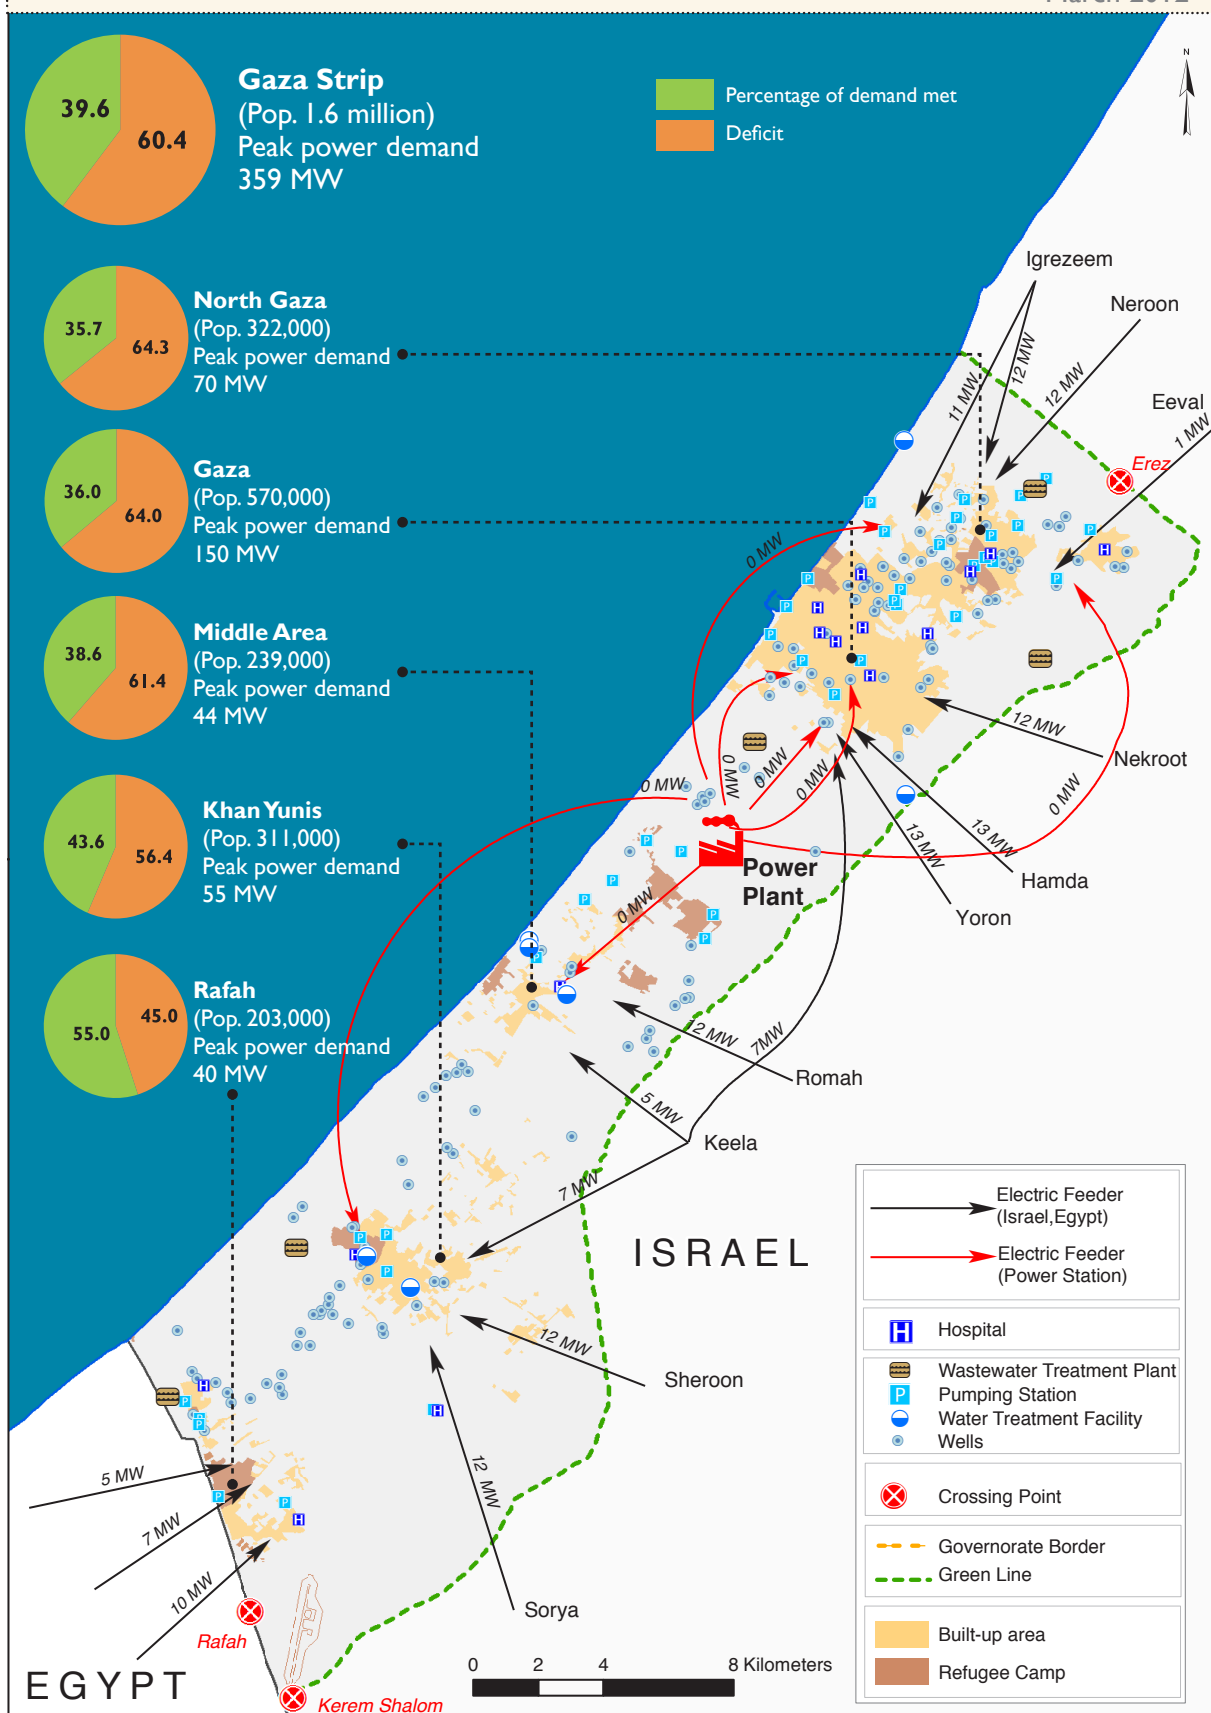 March 2012
Gaza Strip
(Pop. 1.6 million)
Peak power demand
359 MW
39.6
60.4
Percentage of demand met
Deficit
N
North Gaza
(Pop. 322,000)
Peak power demand
70 MW
35.7
64.3
Gaza
(Pop. 570,000)
Peak power demand
150 MW
36.0
64.0
Middle Area
(Pop. 239,000)
Peak power demand
44 MW
38.6
61.4
Khan Yunis
(Pop. 311,000)
Peak power demand
55 MW
43.6
56.4
Rafah
(Pop. 203,000)
Peak power demand
40 MW
55.0
45.0
Igrezeem
Neroon
Eeval
11 MW
12 MW
12 MW
1 MW
Erez
0 MW
0 MW
0 MW
0 MW
0 MW
0 MW
0 MW
12 MW
Nekroot
13 MW
Hamda
13 MW
Yoron
Power
Plant
12 MW
Romah
7MW
5 MW
Keela
7 MW
ISRAEL
12 MW
Sheroon
12 MW
Sorya
5 MW
7 MW
10 MW
Rafah
EGYPT
Kerem Shalom
0 2 4 8 Kilometers
Electric Feeder
(Israel,Egypt)
Electric Feeder
(Power Station)
H Hospital
Wastewater Treatment Plant
P Pumping Station
Water Treatment Facility
Wells
Crossing Point
Governorate Border
Green Line
Built-up area
Refugee Camp